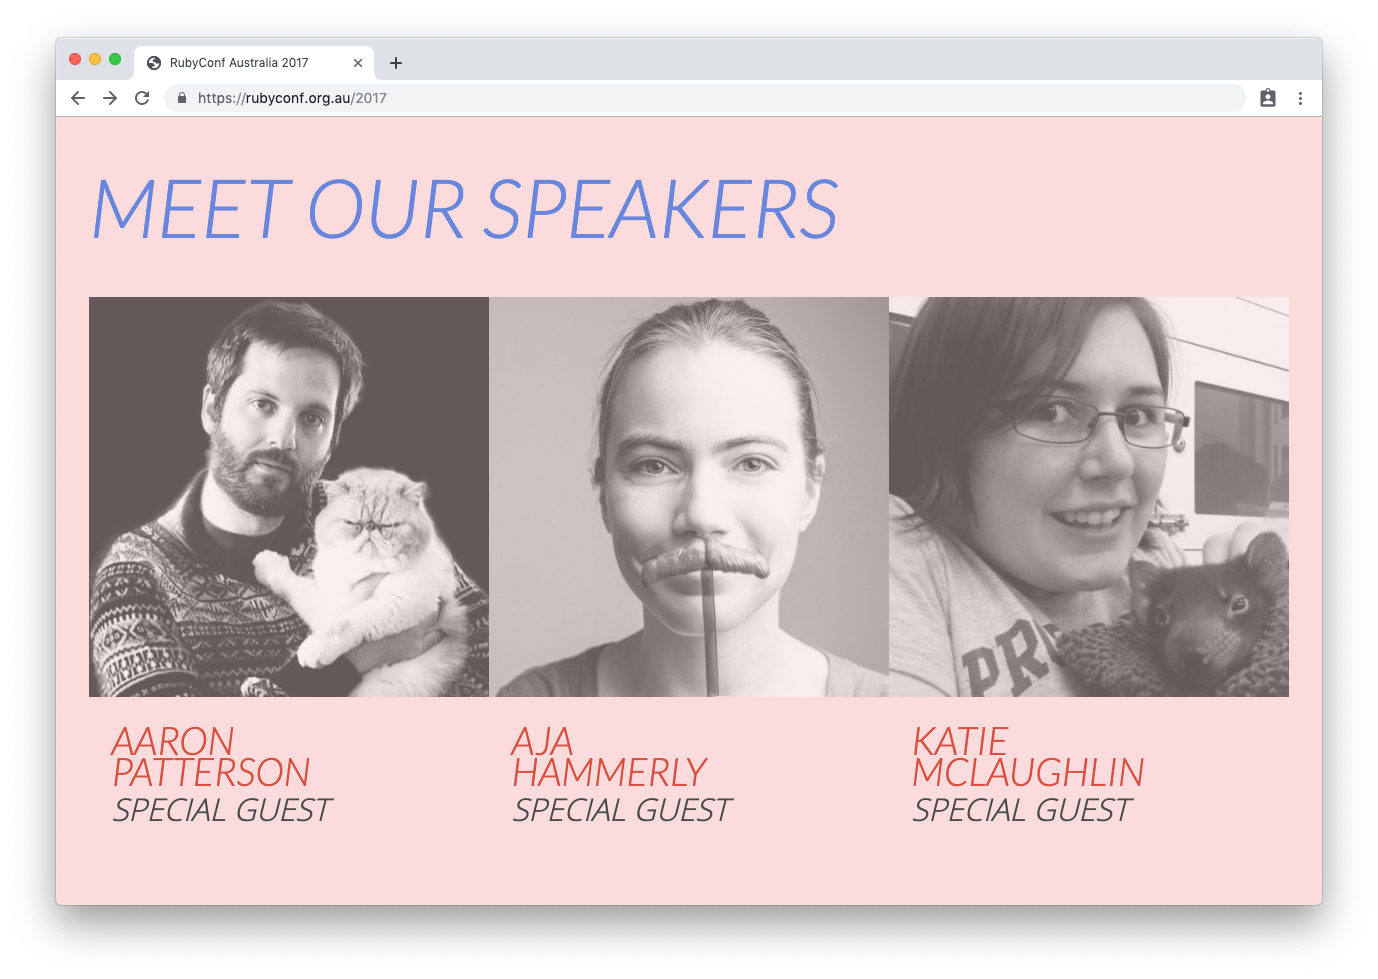 RubyConf Australia 2017
https://rubyconf.org.au/2017
MEET OUR SPEAKERS
PR
AARON
PATTERSON
SPECIAL GUEST
AJA
HAMMERLY
SPECIAL GUEST
KATIE
MCLAUGHLIN
SPECIAL GUEST